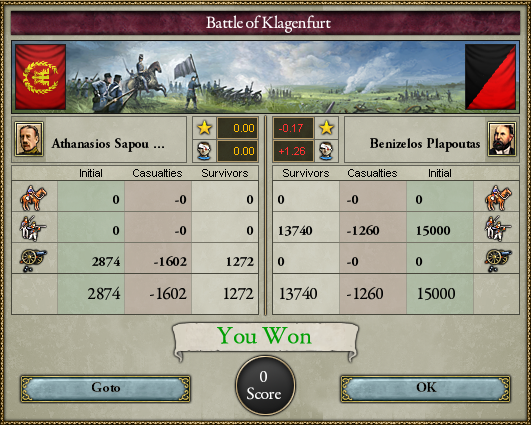 Battle of Klagenfurt
Athanasios Sapou ...
0.00
0.00
-0.17
+1.26
Benizelos Plapoutas
Initial Casualties Survivors Survivors Casualties Initial
0 -0 0 0 -0 0
0 -0 0 13740 -1260 15000
2874 -1602 1272 0 -0 0
2874 -1602 1272 13740 -1260 15000
You Won
Goto
0
Score
OK